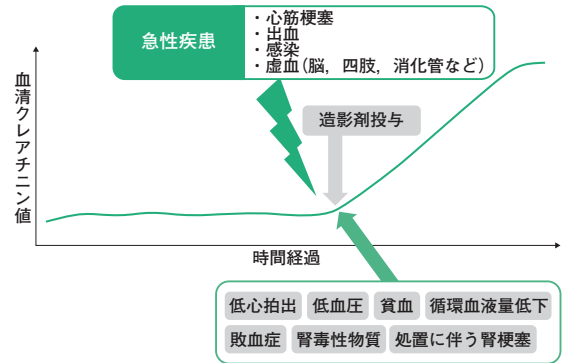 急性疾患
・心筋梗塞
・出血
・感染
・虚血(脳，四肢，消化管など)
造影剤投与
血清クレアチニン値
時間経過
低心拍出 低血圧 貧血 循環血液量低下
敗血症 腎毒性物質 処置に伴う腎梗塞